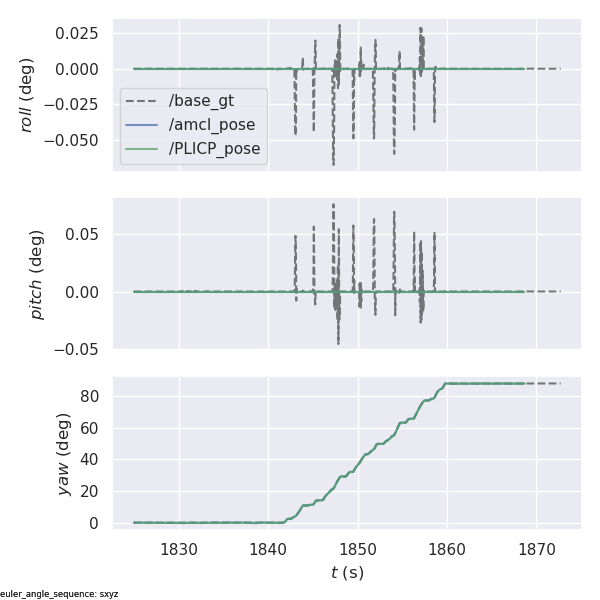 0.025
0.000
−0.025
−0.050
roll (deg)
/base_gt
/amcl_pose
/PLICP_pose
0.05
0.00
−0.05
pitch (deg)
80
60
40
20
0
yaw (deg)
1830 1840 1850 1860 1870
t (s)
euler_angle_sequence: sxyz